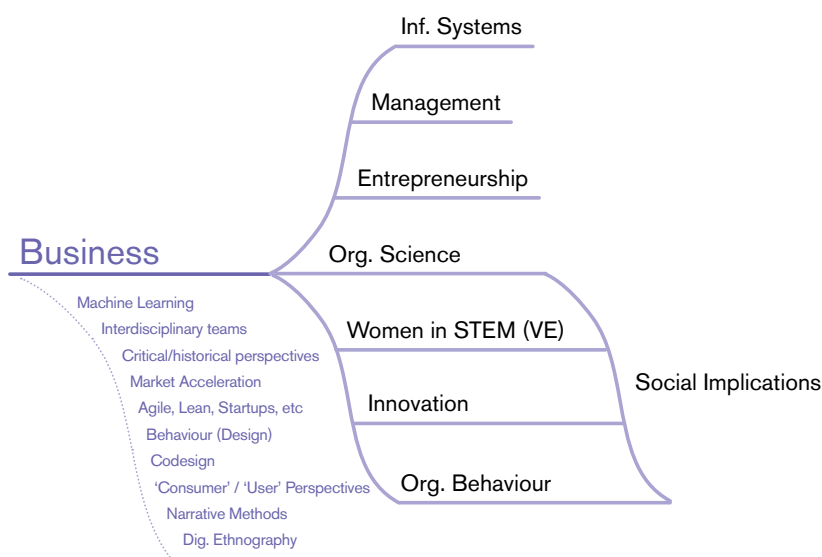 Inf. Systems
Management
Entrepreneurship
Business
Org. Science
Machine Learning
Interdisciplinary teams
Women in STEM (VE)
Critical/historical perspectives
Market Acceleration
Social Implications
Agile, Lean, Startups, etc
Innovation
Behaviour (Design)
Codesign
‘Consumer’ / ‘User’ Perspectives
Org. Behaviour
Narrative Methods
Dig. Ethnography